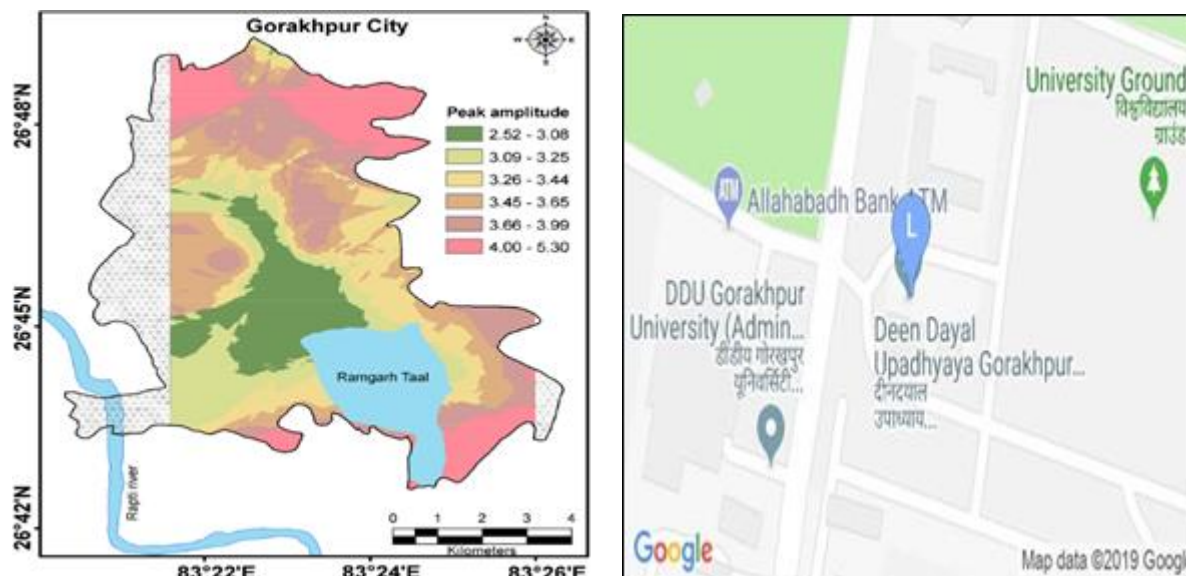 Gorakhpur City
W
E
Peak amplitude
2.52 - 3.08
3.09 - 3.25
3.26 - 3.44
3.45 - 3.65
3.66 - 3.99
4.00 - 5.30
26°48'N
26°45'N
26°42'N
Ramgarh Taal
Rapti river
0 1 2 3 4
Kilometers
83°22'E
83°24'E
83°26'E
University Ground
विश्वविद्यालय
ग्राउंड
ATM
Allahabadh Bank ATM
L
DDU Gorakhpur
University (Admin...
डीडीयू गोरखपुर
यूनिवर्सिटी...
Deen Dayal
Upadhyaya Gorakhpur...
दीनदयाल
उपाध्याय...
Google
Map data ©2019 Google